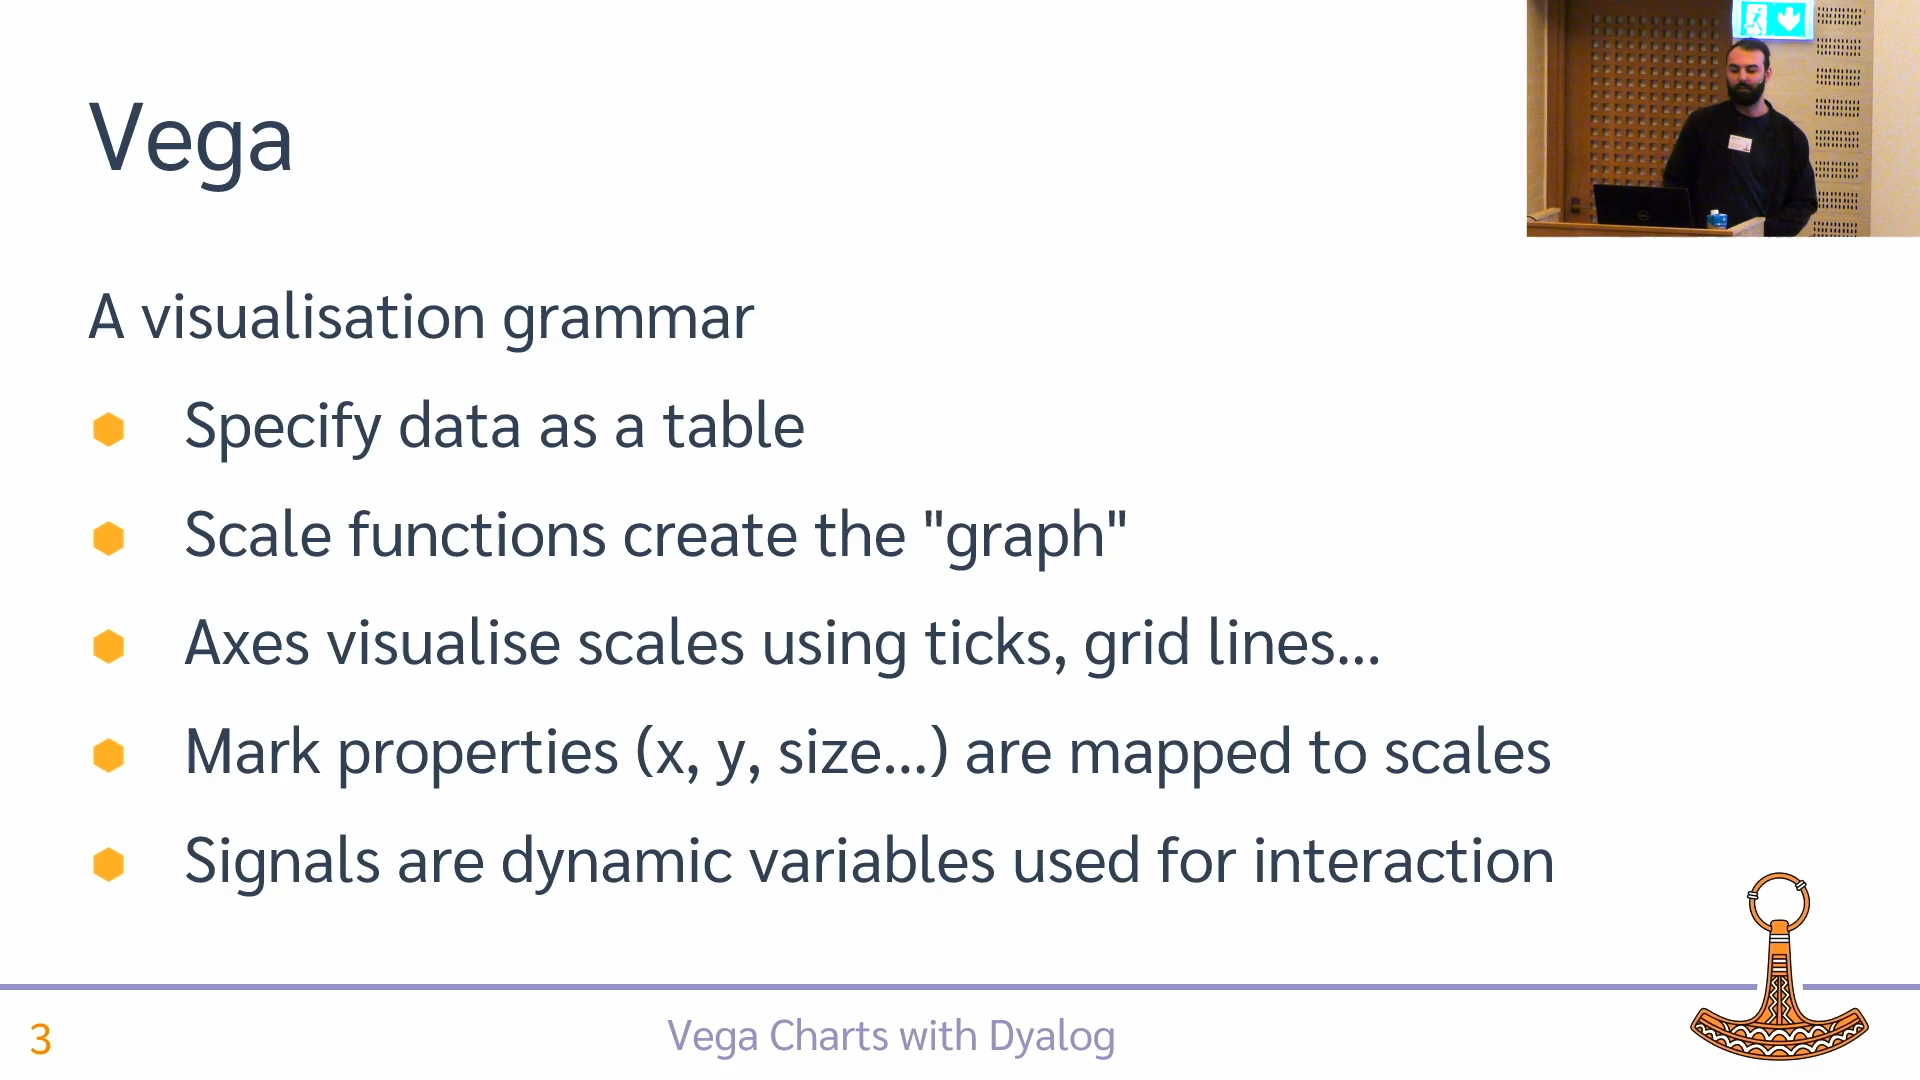 Vega
A visualisation grammar
Specify data as a table
Scale functions create the "graph"
Axes visualise scales using ticks, grid lines...
Mark properties (x, y, size...) are mapped to scales
Signals are dynamic variables used for interaction
3
Vega Charts with Dyalog